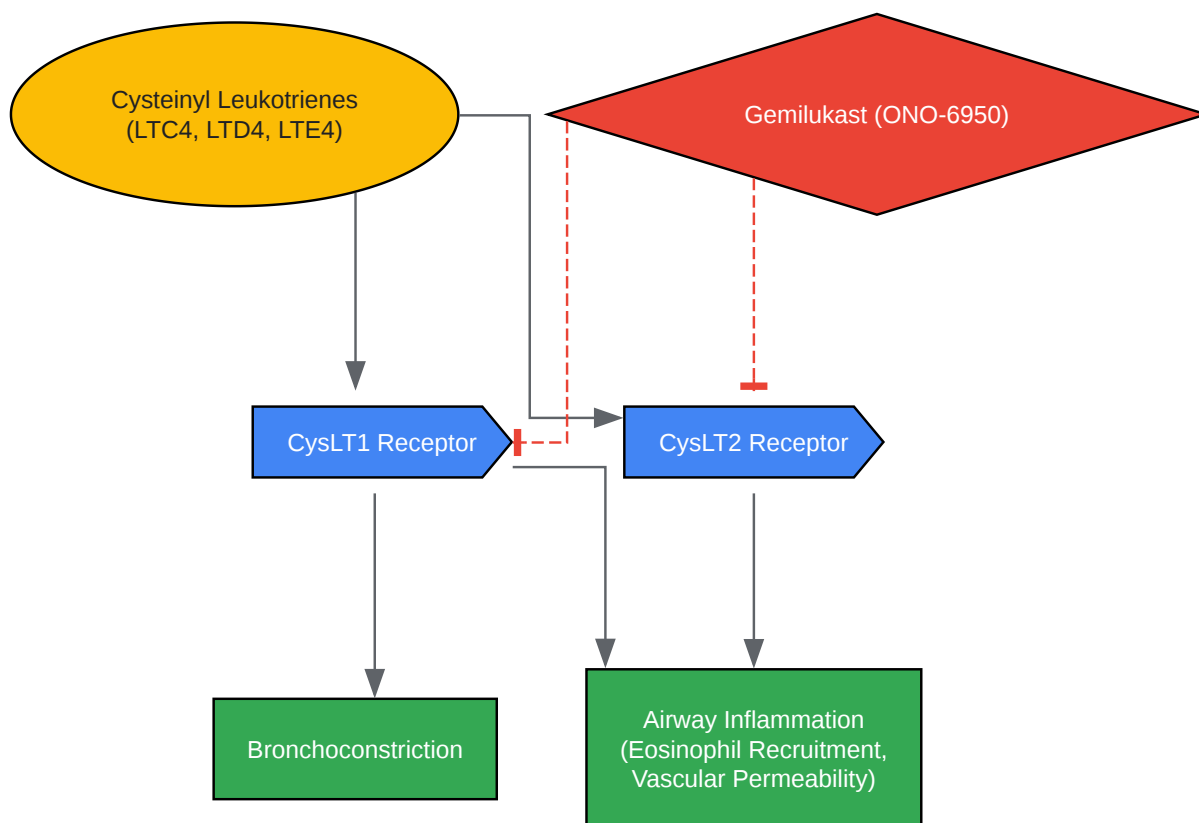 Cysteinyl Leukotrienes
(LTC4, LTD4, LTE4)
Gemilukast (ONO-6950)
CysLT1 Receptor
CysLT2 Receptor
Bronchoconstriction
Airway Inflammation
(Eosinophil Recruitment,
Vascular Permeability)